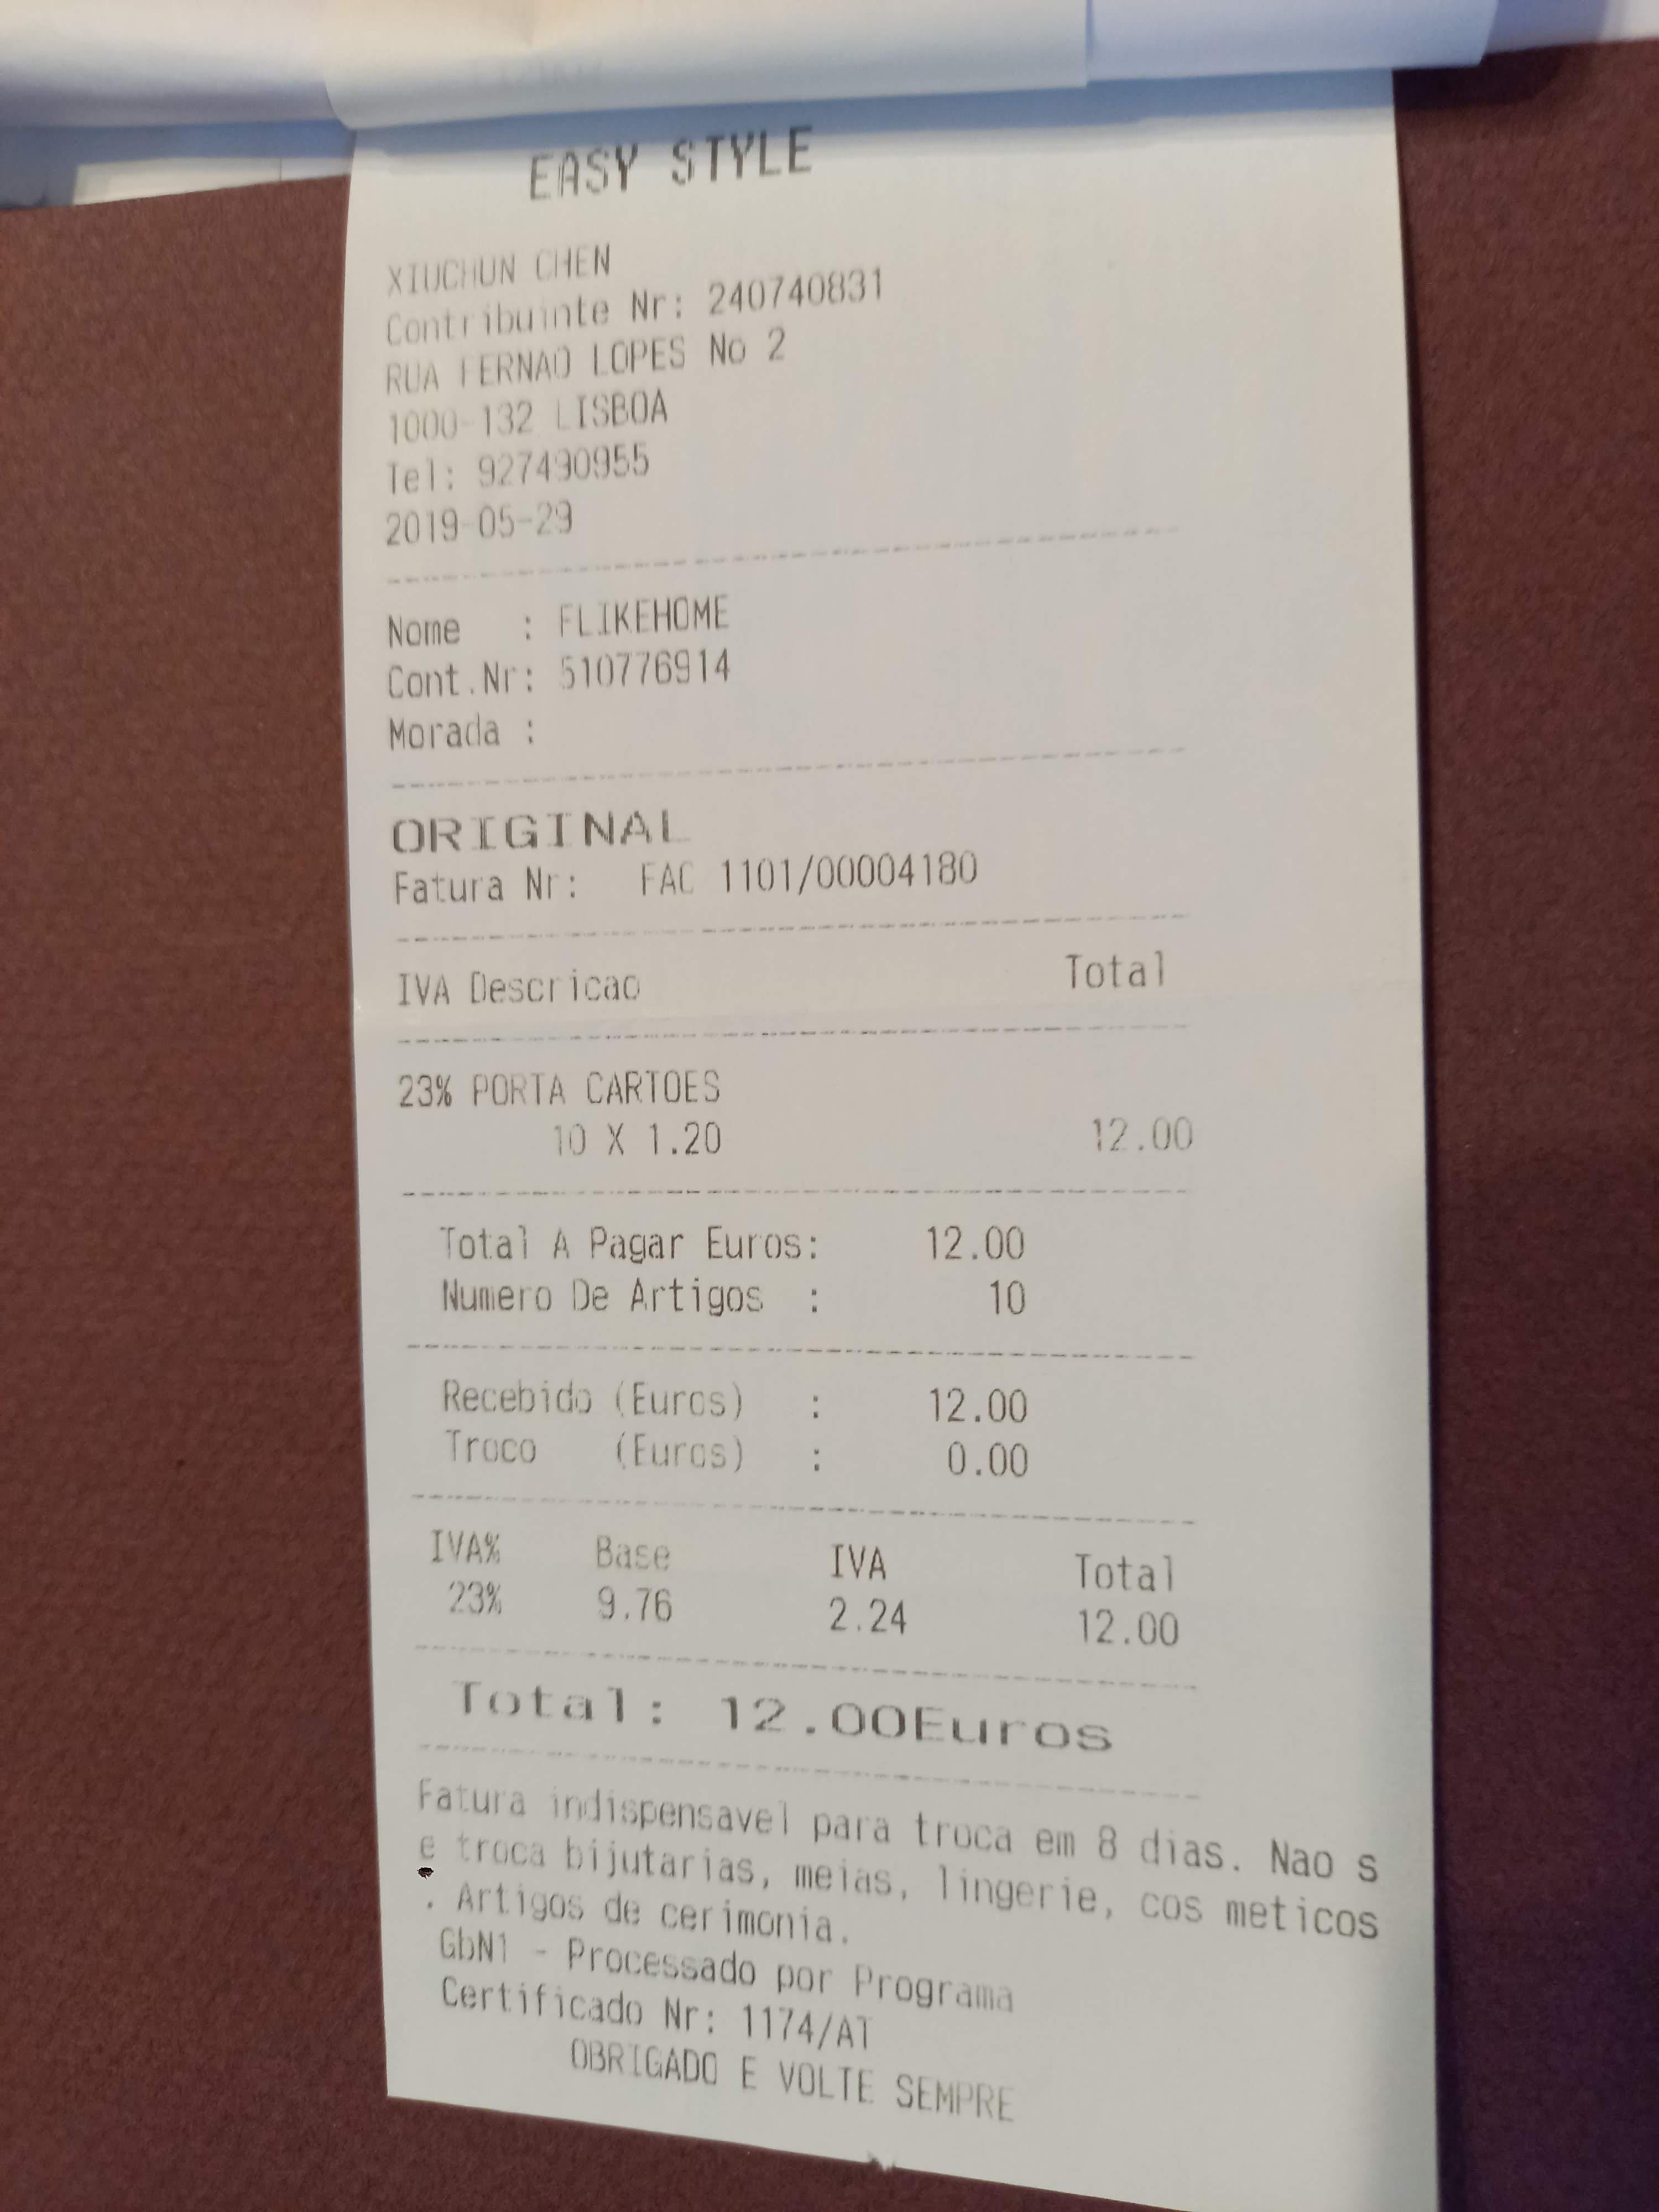 EASY STYLE
XIUCHUN CHEN
Contribuinte Nr: 240740831
RUA FERNAO LOPES No 2
1000-132 LISBOA
Tel: 927490955
2019-05-29
Nome : FLIKEHOME
Cont.Nr: 510776914
Morada :
ORIGINAL
Fatura Nr: FAC 1101/00004180
IVA Descricao Total
23% PORTA CARTOES
10 X 1.20 12.00
Total A Pagar Euros: 12.00
Numero De Artigos : 10
Recebido (Euros) : 12.00
Troco (Euros) : 0.00
IVA% Base IVA Total
23% 9.76 2.24 12.00
Total: 12.00Euros
Fatura indispensavel para troca em 8 dias. Nao s
e troca bijutarias, meias, lingerie, cos meticos
. Artigos de cerimonia.
GbN1 - Processado por Programa
Certificado Nr: 1174/AT
OBRIGADO E VOLTE SEMPRE